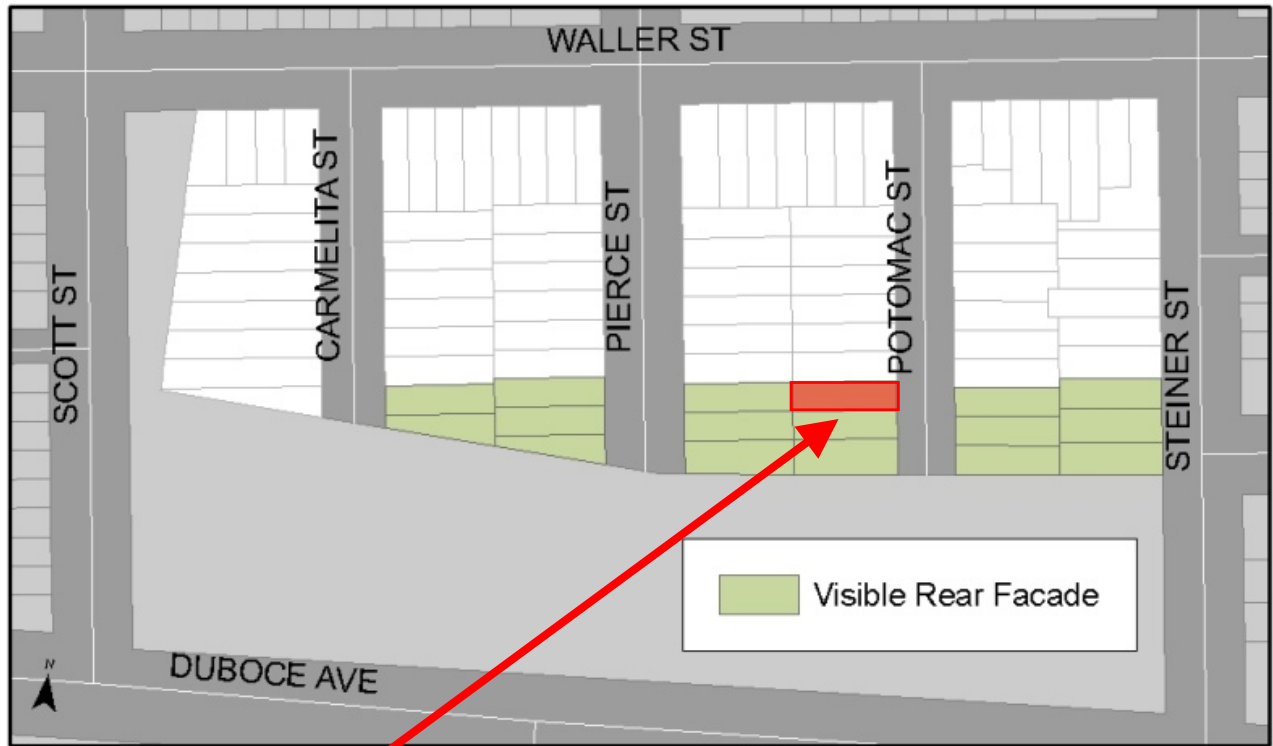 WALLER ST
CARMELITA ST
PIERCE ST
POTOMAC ST
SCOTT ST
STEINER ST
Visible Rear Facade
N
DUBOCE AVE